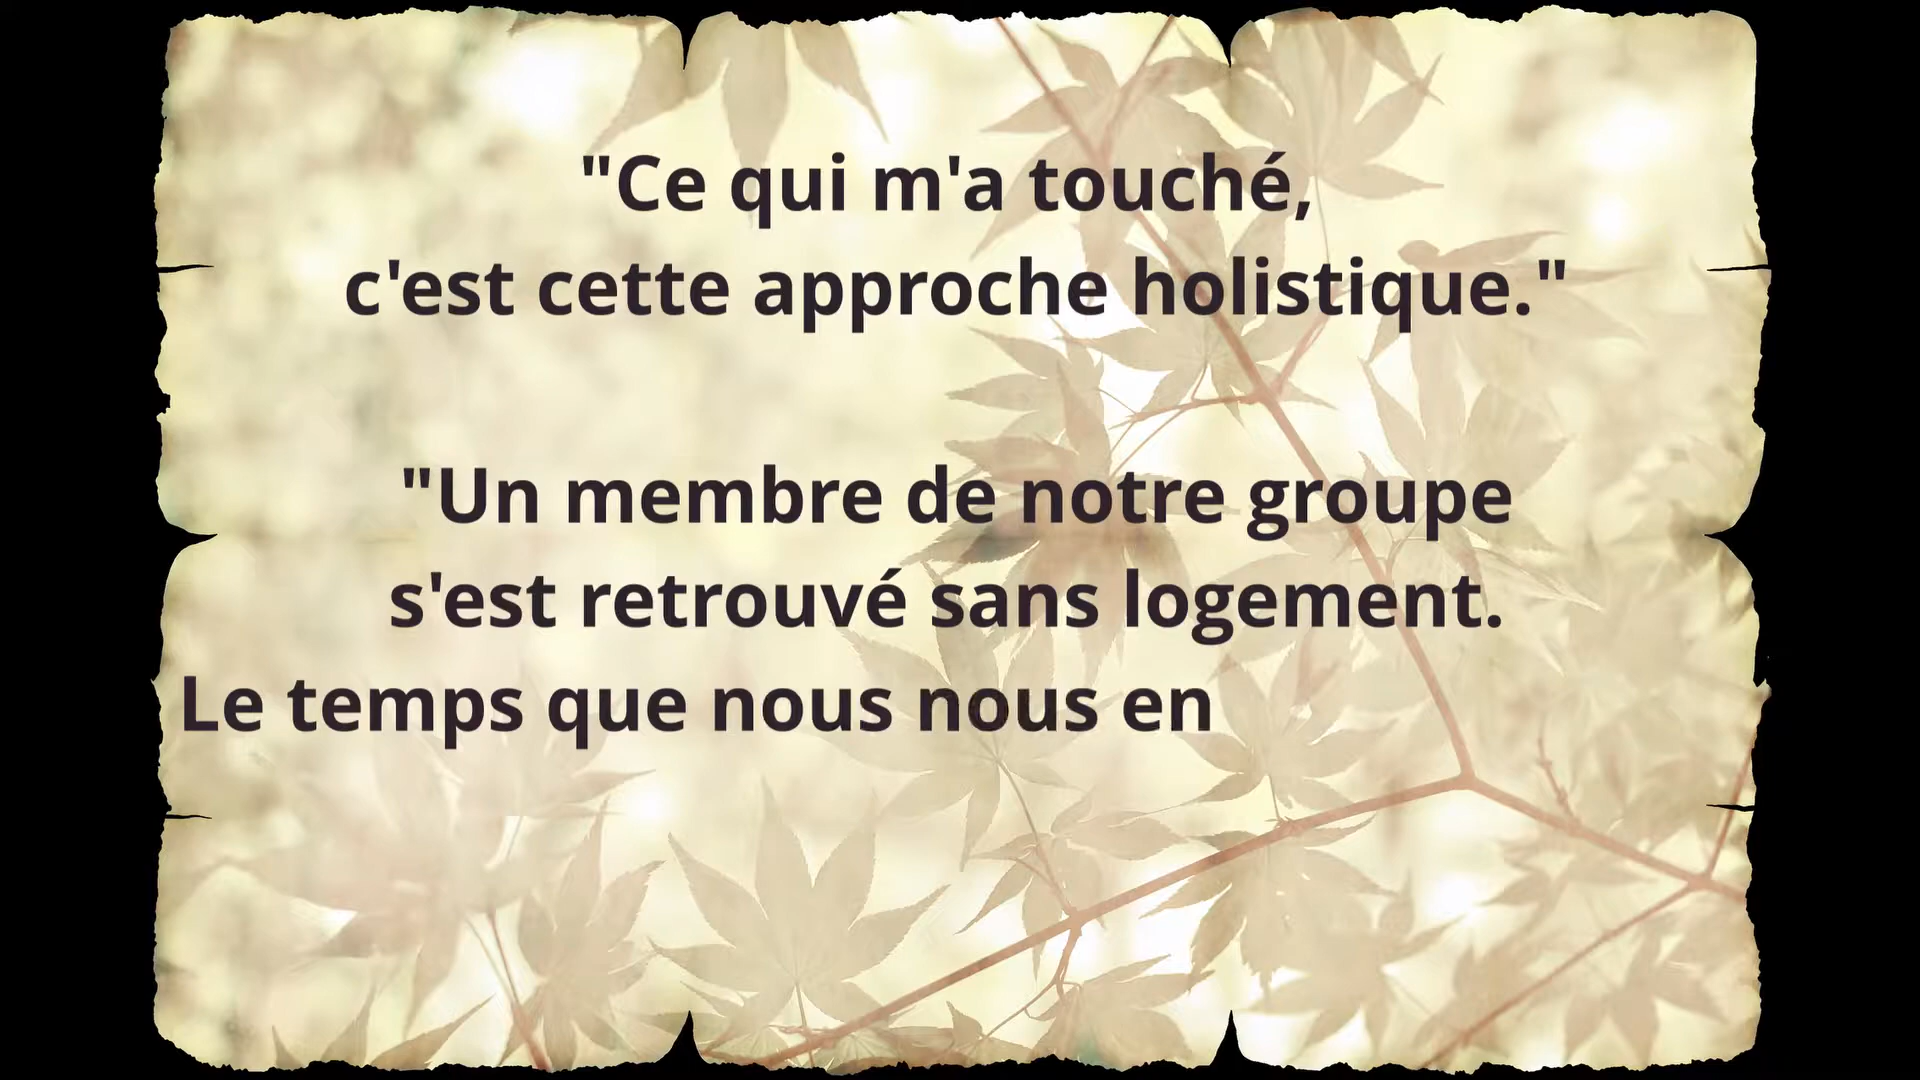 "Ce qui m'a touché,
c'est cette approche holistique."
"Un membre de notre groupe
s'est retrouvé sans logement.
Le temps que nous nous en